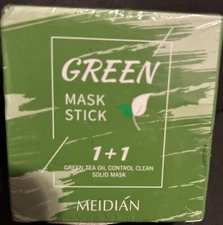 GREEN
MASK
STICK
1+1
GREEN TEA OIL CONTROL CLEAN
SOLID MASK
MEIDIAN